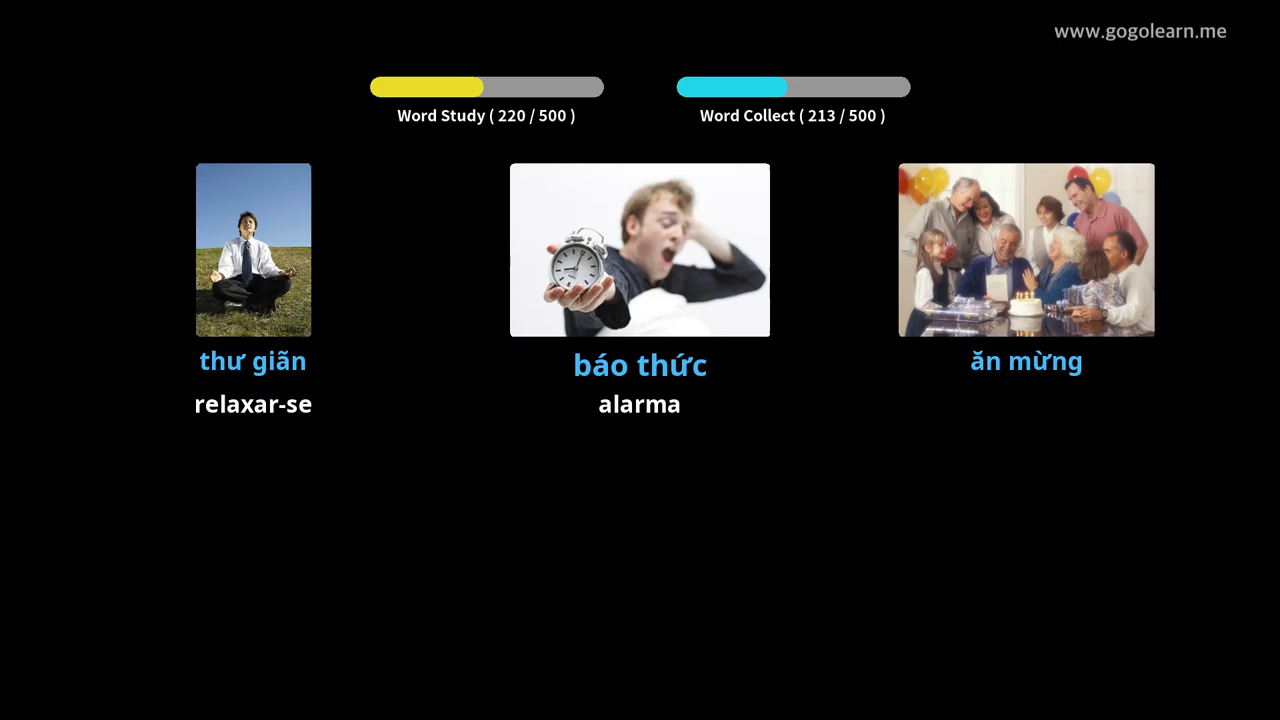 www.gogolearn.me
Word Study ( 220 / 500 )
Word Collect ( 213 / 500 )
thư giãn
báo thức
ăn mừng
relaxar-se
alarma